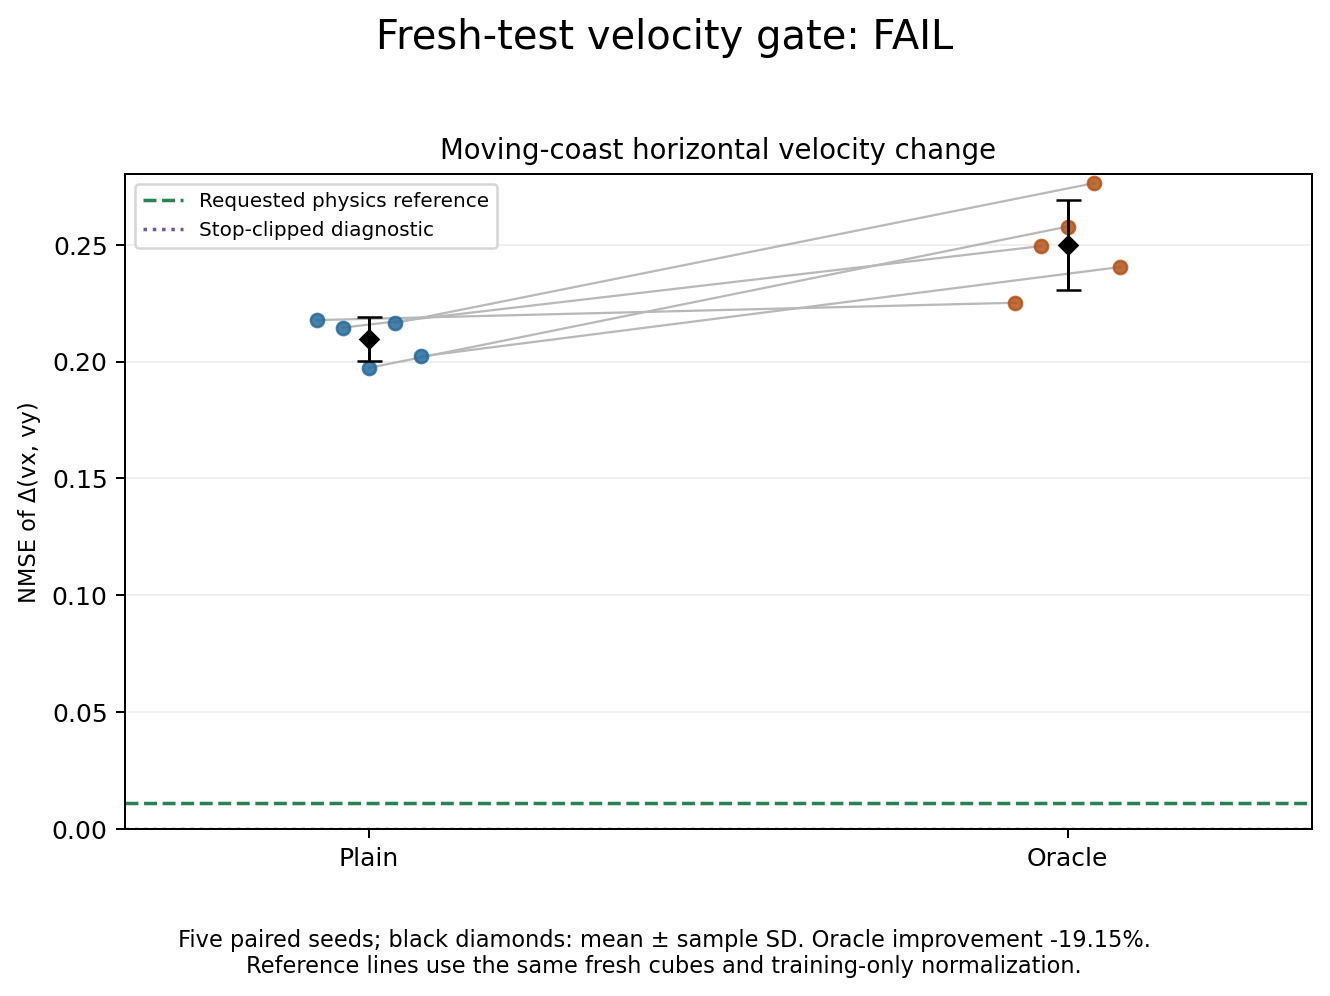 Fresh-test velocity gate: FAIL
Moving-coast horizontal velocity change
Requested physics reference
Stop-clipped diagnostic
NMSE of Δ(vx, vy)
0.25
0.20
0.15
0.10
0.05
0.00
Plain
Oracle
Five paired seeds; black diamonds: mean ± sample SD. Oracle improvement -19.15%.
Reference lines use the same fresh cubes and training-only normalization.